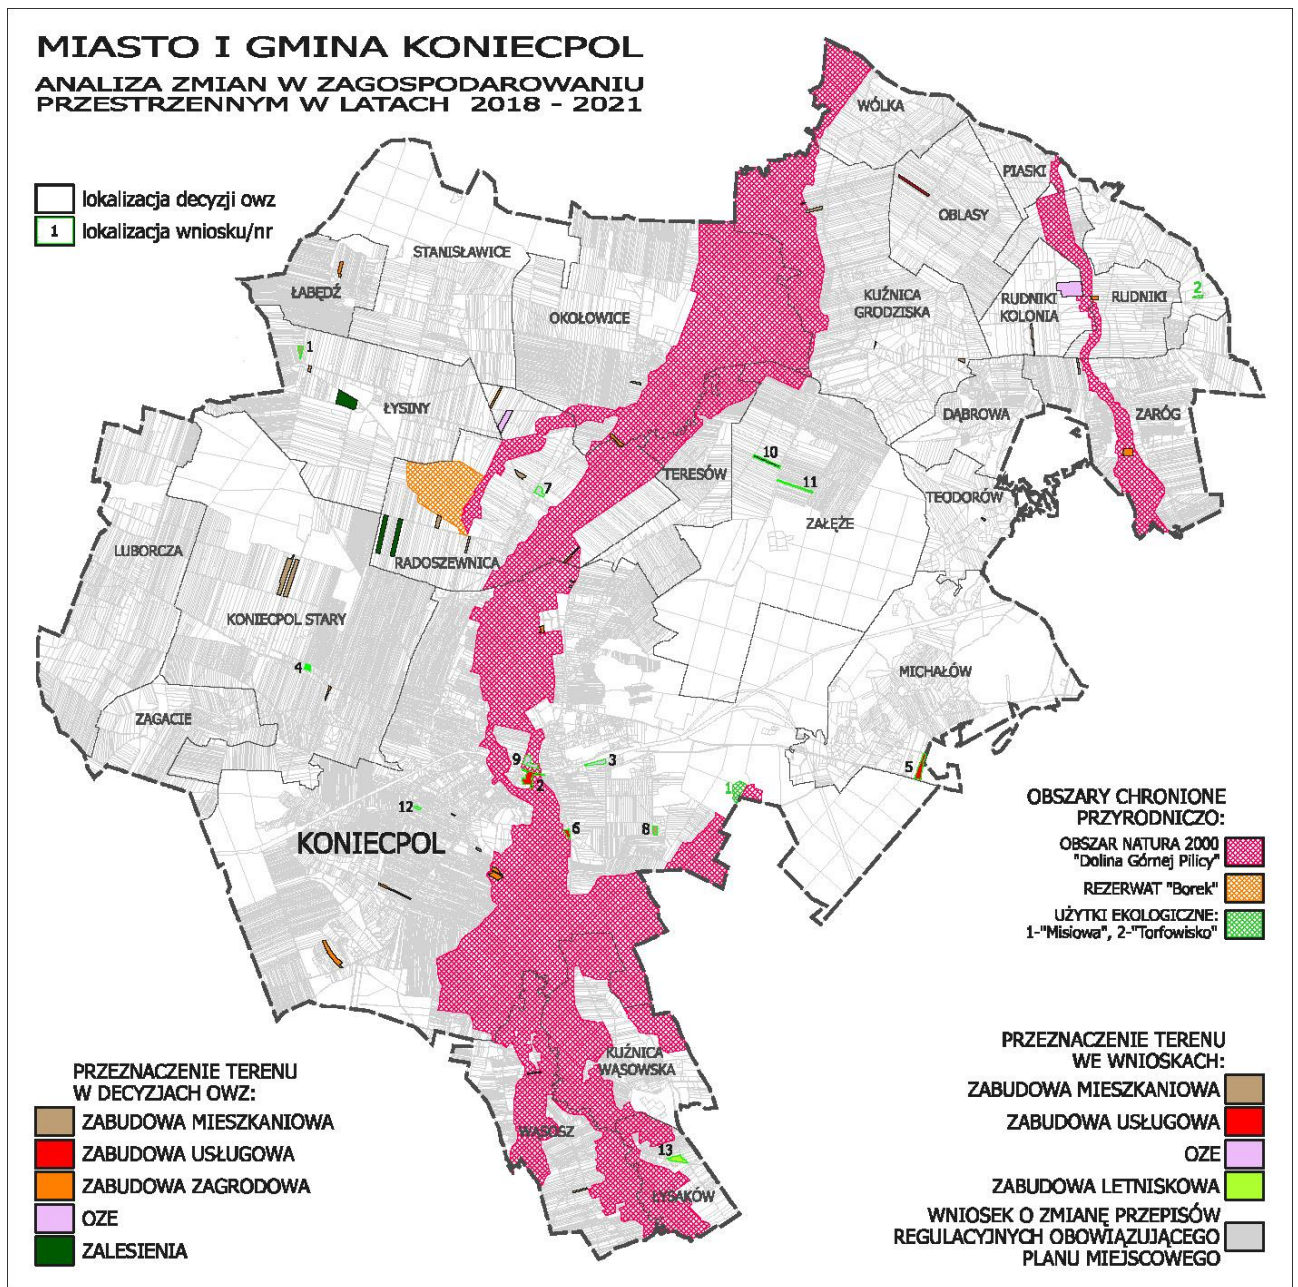 MIASTO I GMINA KONIECPOL
ANALIZA ZMIAN W ZAGOSPODAROWANIU
PRZESTRZENNYM W LATACH 2018 - 2021
lokalizacja decyzji owz
1 lokalizacja wniosku/nr
WÓLKA
PIASKI
OBLASY
STANISŁAWICE
ŁABĘDŹ
OKOŁOWICE
KUŹNICA
GRODZISKA
RUDNIKI
KOLONIA
RUDNIKI
2
1
ŁYSINY
DĄBROWA
ZARÓG
10
TERESÓW
11
7
TEODORÓW
ZAŁĘŻE
LUBORCZA
RADOSZEWNICA
KONIECPOL STARY
4
MICHAŁÓW
ZAGACIE
9
3
5
2
1
12
6
8
KONIECPOL
OBSZARY CHRONIONE
PRZYRODNICZO:
OBSZAR NATURA 2000
"Dolina Górnej Pilicy"
REZERWAT "Borek"
UŻYTKI EKOLOGICZNE:
1-"Misiowa", 2-"Torfowisko"
KUŹNICA
WĄSOWSKA
WĄSOSZ
13
ŁYSAKÓW
PRZEZNACZENIE TERENU
W DECYZJACH OWZ:
ZABUDOWA MIESZKANIOWA
ZABUDOWA USŁUGOWA
ZABUDOWA ZAGRODOWA
OZE
ZALESIENIA
PRZEZNACZENIE TERENU
WE WNIOSKACH:
ZABUDOWA MIESZKANIOWA
ZABUDOWA USŁUGOWA
OZE
ZABUDOWA LETNISKOWA
WNIOSEK O ZMIANĘ PRZEPISÓW
REGULACYJNYCH OBOWIĄZUJĄCEGO
PLANU MIEJSCOWEGO